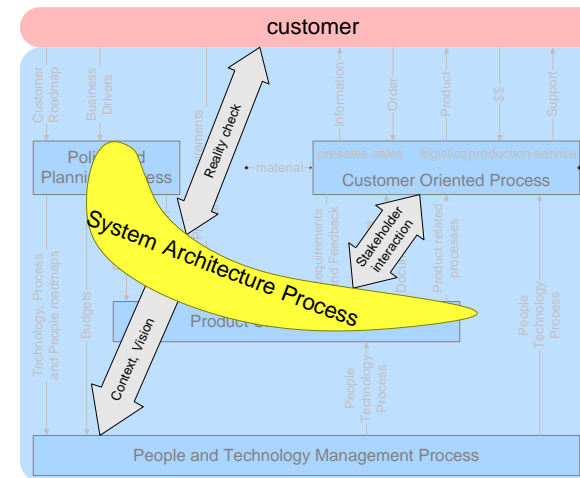 customer
Customer
Roadmap
Business
Drivers
Information
Order
Product
$$
Support
Reality check
material
presales sales logistics production service
Planning
Customer Oriented Process
System Architecture Process
Stakeholder
interaction
and Feedback
Product related
processes
Technology, Process
and People roadmaps
Budgets
Context, Vision
Product
People
Technology
Process
People
Technology
Process
People and Technology Management Process